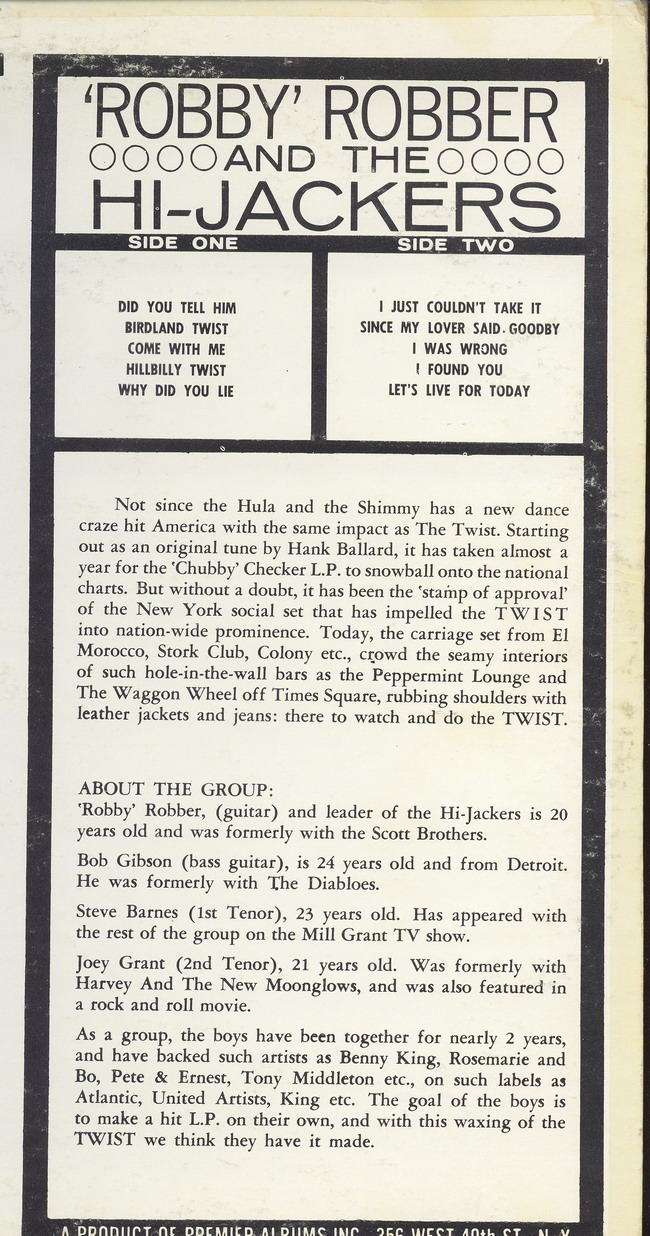 'ROBBY' ROBBER
OOOO AND THE OOOO
HI-JACKERS
SIDE ONE
DID YOU TELL HIM
BIRDLAND TWIST
COME WITH ME
HILLBILLY TWIST
WHY DID YOU LIE
SIDE TWO
I JUST COULDN'T TAKE IT
SINCE MY LOVER SAID GOODBY
I WAS WRONG
I FOUND YOU
LET'S LIVE FOR TODAY
Not since the Hula and the Shimmy has a new dance
craze hit America with the same impact as The Twist. Starting
out as an original tune by Hank Ballard, it has taken almost a
year for the 'Chubby' Checker L.P. to snowball onto the national
charts. But without a doubt, it has been the 'stamp of approval'
of the New York social set that has impelled the TWIST
into nation-wide prominence. Today, the carriage set from El
Morocco, Stork Club, Colony etc., crowd the seamy interiors
of such hole-in-the-wall bars as the Peppermint Lounge and
The Waggon Wheel off Times Square, rubbing shoulders with
leather jackets and jeans: there to watch and do the TWIST.
ABOUT THE GROUP:
'Robby' Robber, (guitar) and leader of the Hi-Jackers is 20
years old and was formerly with the Scott Brothers.
Bob Gibson (bass guitar), is 24 years old and from Detroit.
He was formerly with The Diabloes.
Steve Barnes (1st Tenor), 23 years old. Has appeared with
the rest of the group on the Mill Grant TV show.
Joey Grant (2nd Tenor), 21 years old. Was formerly with
Harvey And The New Moonglows, and was also featured in
a rock and roll movie.
As a group, the boys have been together for nearly 2 years,
and have backed such artists as Benny King, Rosemarie and
Bo, Pete & Ernest, Tony Middleton etc., on such labels as
Atlantic, United Artists, King etc. The goal of the boys is
to make a hit L.P. on their own, and with this waxing of the
TWIST we think they have it made.
A PRODUCT OF PREMIER ALBUMS INC. 356 WEST 40th ST., N. Y.